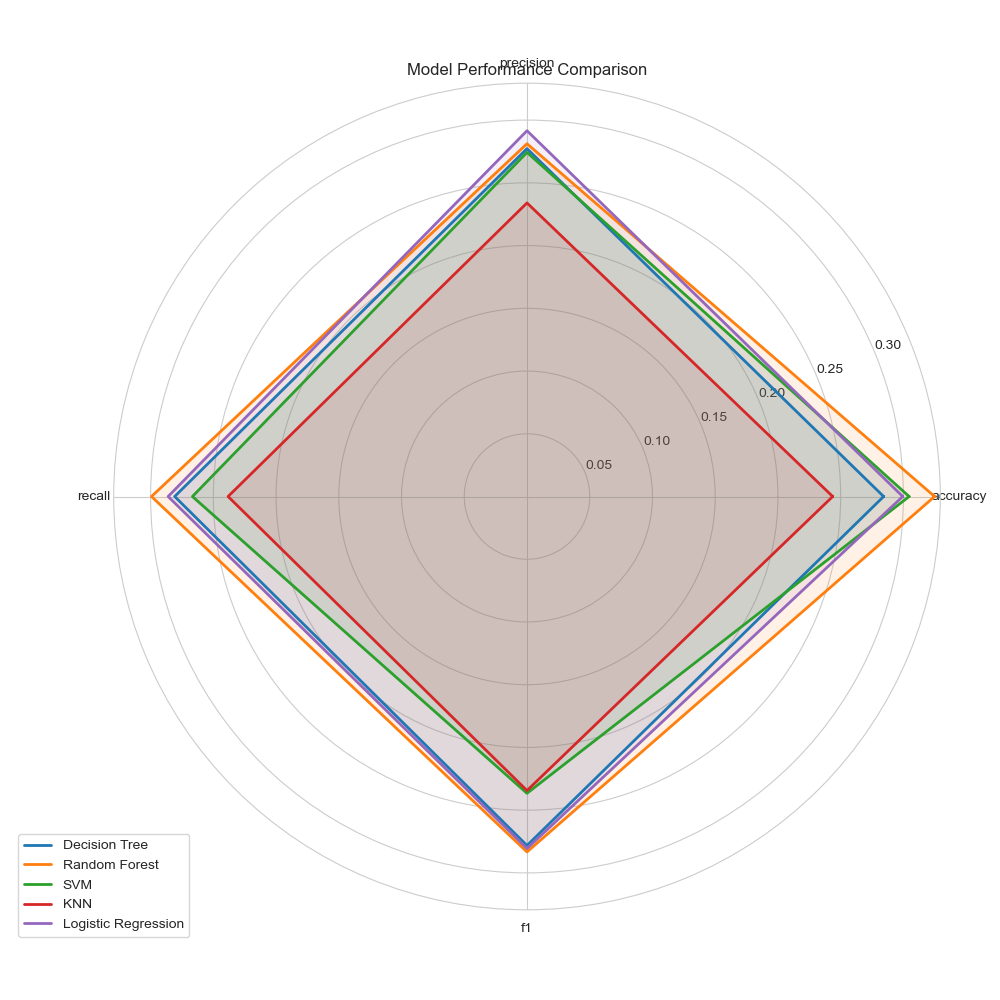 precision
Model Performance Comparison
0.30
0.25
0.20
0.15
0.10
0.05
recall
accuracy
f1
Decision Tree
Random Forest
SVM
KNN
Logistic Regression